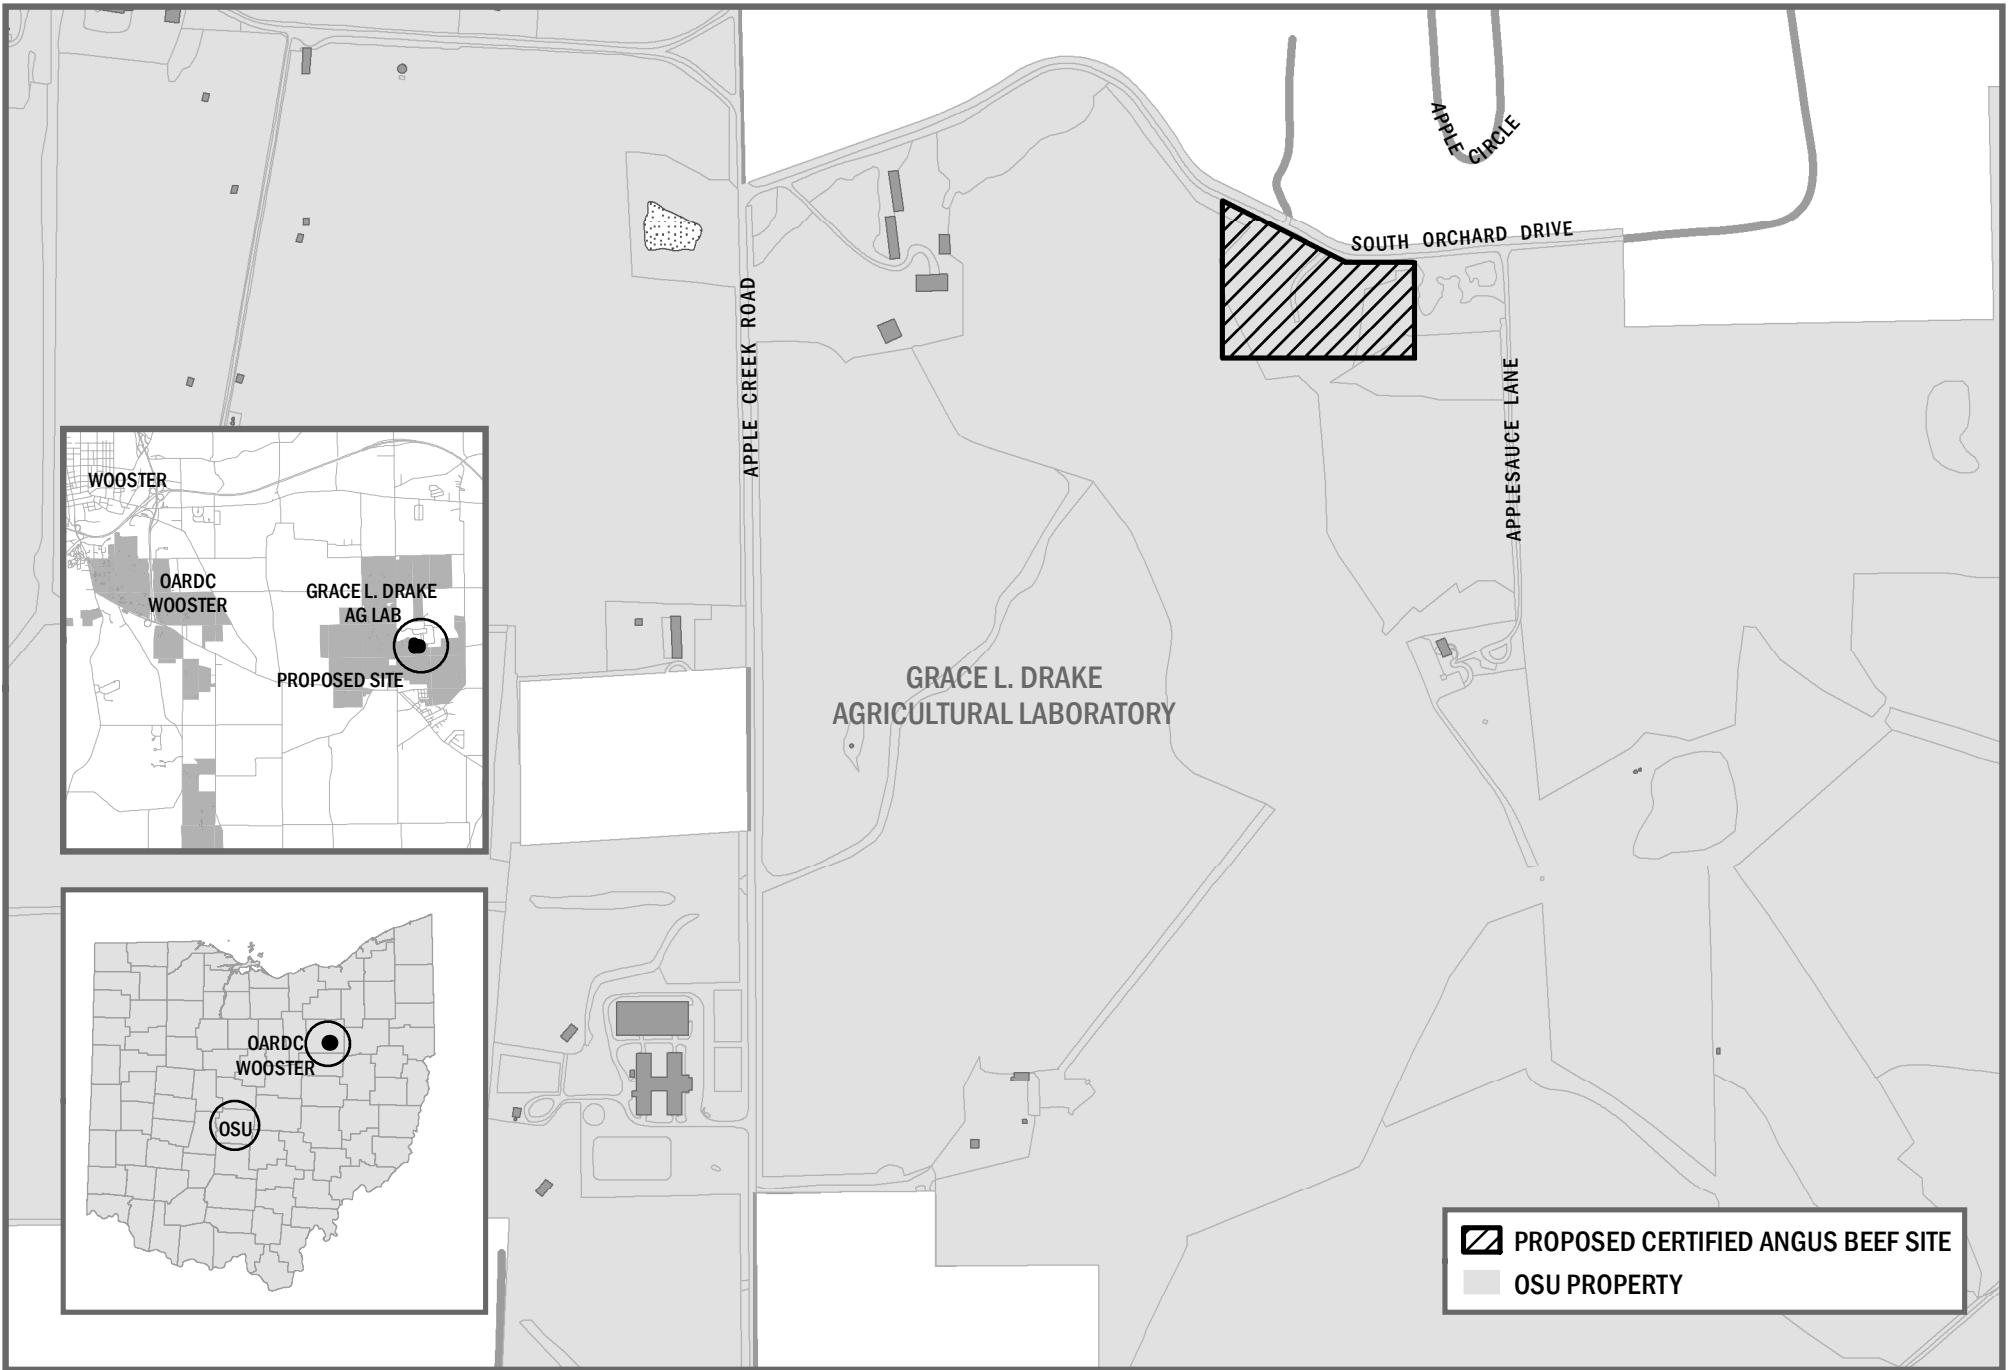 APPLE CIRCLE
SOUTH ORCHARD DRIVE
APPLE CREEK ROAD
APPLESAUCE LANE
WOOSTER
OARDC
WOOSTER
GRACE L. DRAKE
AG LAB
PROPOSED SITE
GRACE L. DRAKE
AGRICULTURAL LABORATORY
OARDC
WOOSTER
OSU
PROPOSED CERTIFIED ANGUS BEEF SITE
OSU PROPERTY